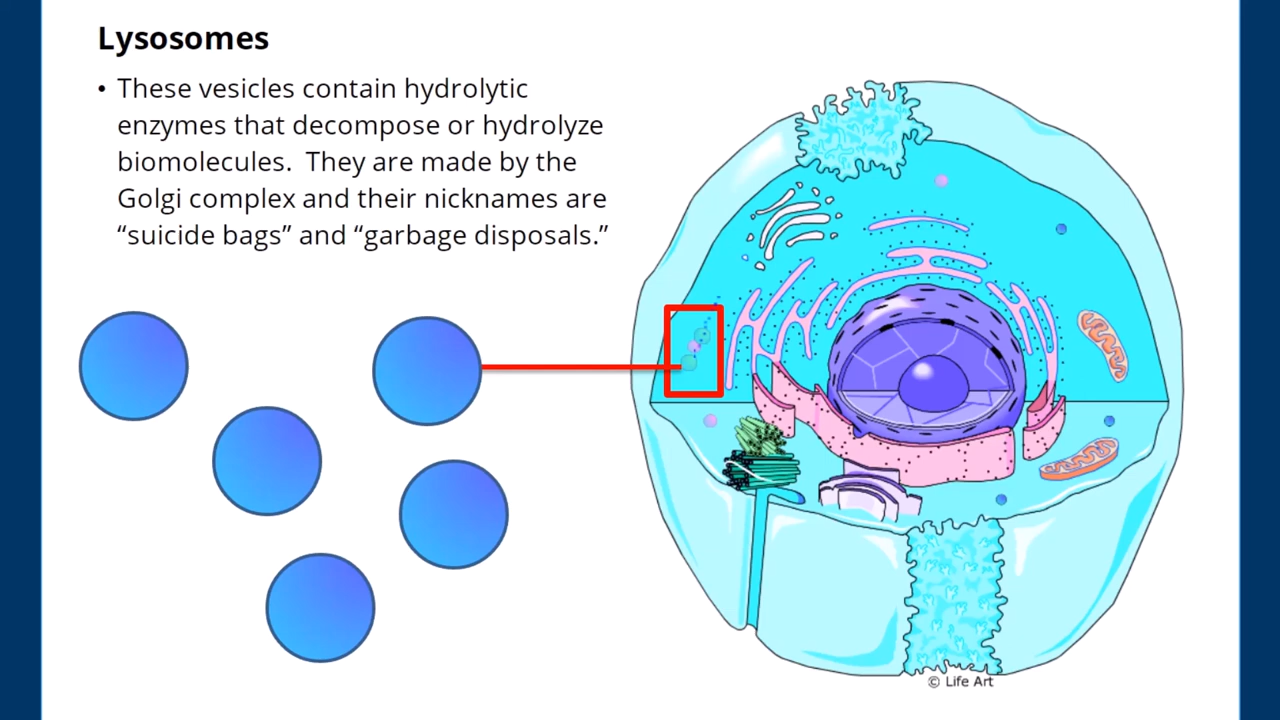 Lysosomes
• These vesicles contain hydrolytic
enzymes that decompose or hydrolyze
biomolecules.  They are made by the
Golgi complex and their nicknames are
“suicide bags” and “garbage disposals.”
© Life Art